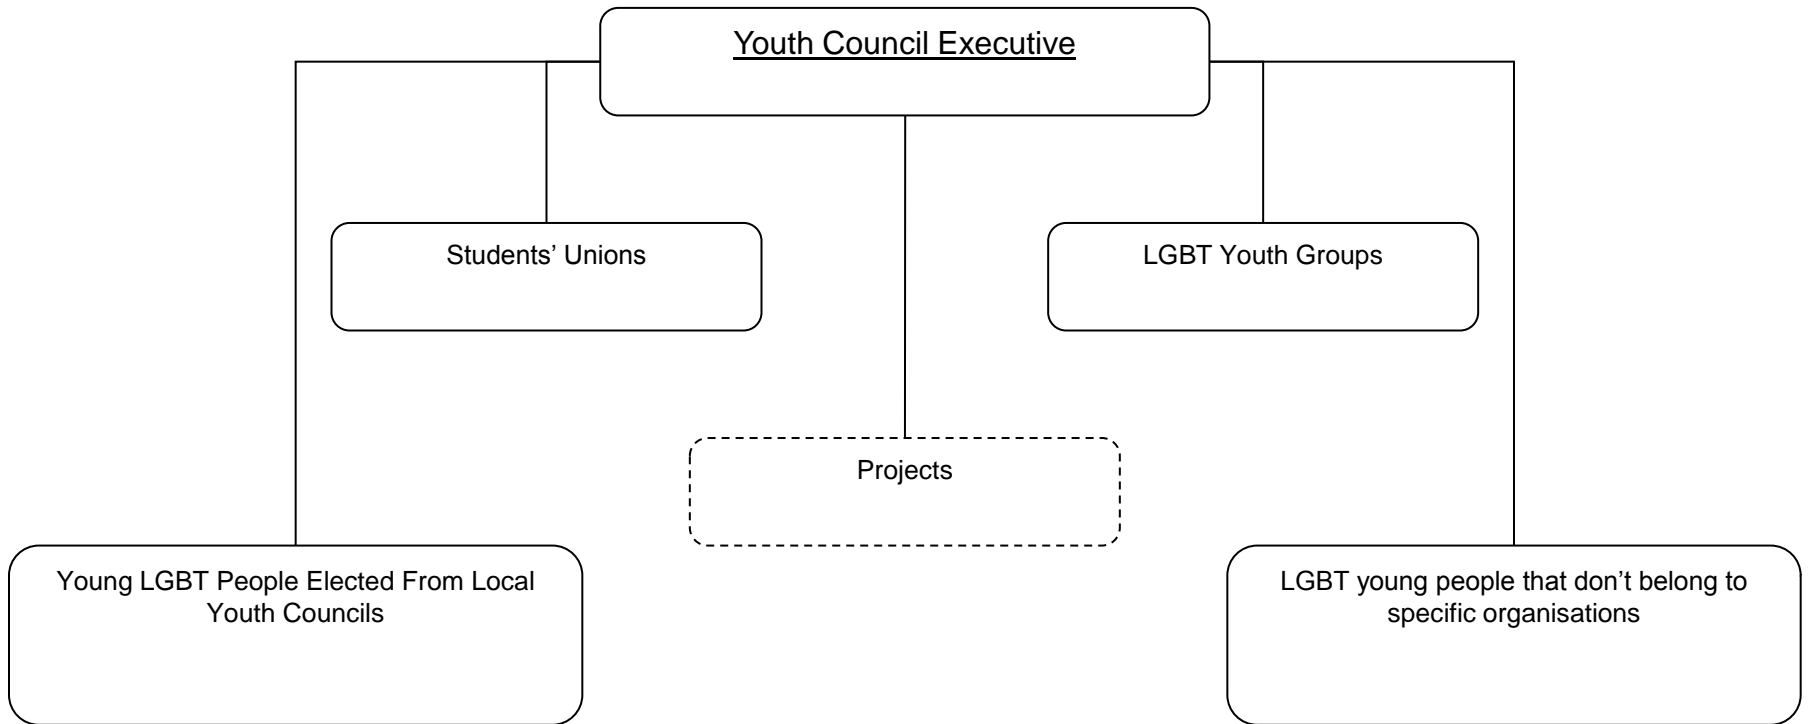 Youth Council Executive
Students’ Unions
LGBT Youth Groups
Projects
Young LGBT People Elected From Local
Youth Councils
LGBT young people that don’t belong to
specific organisations